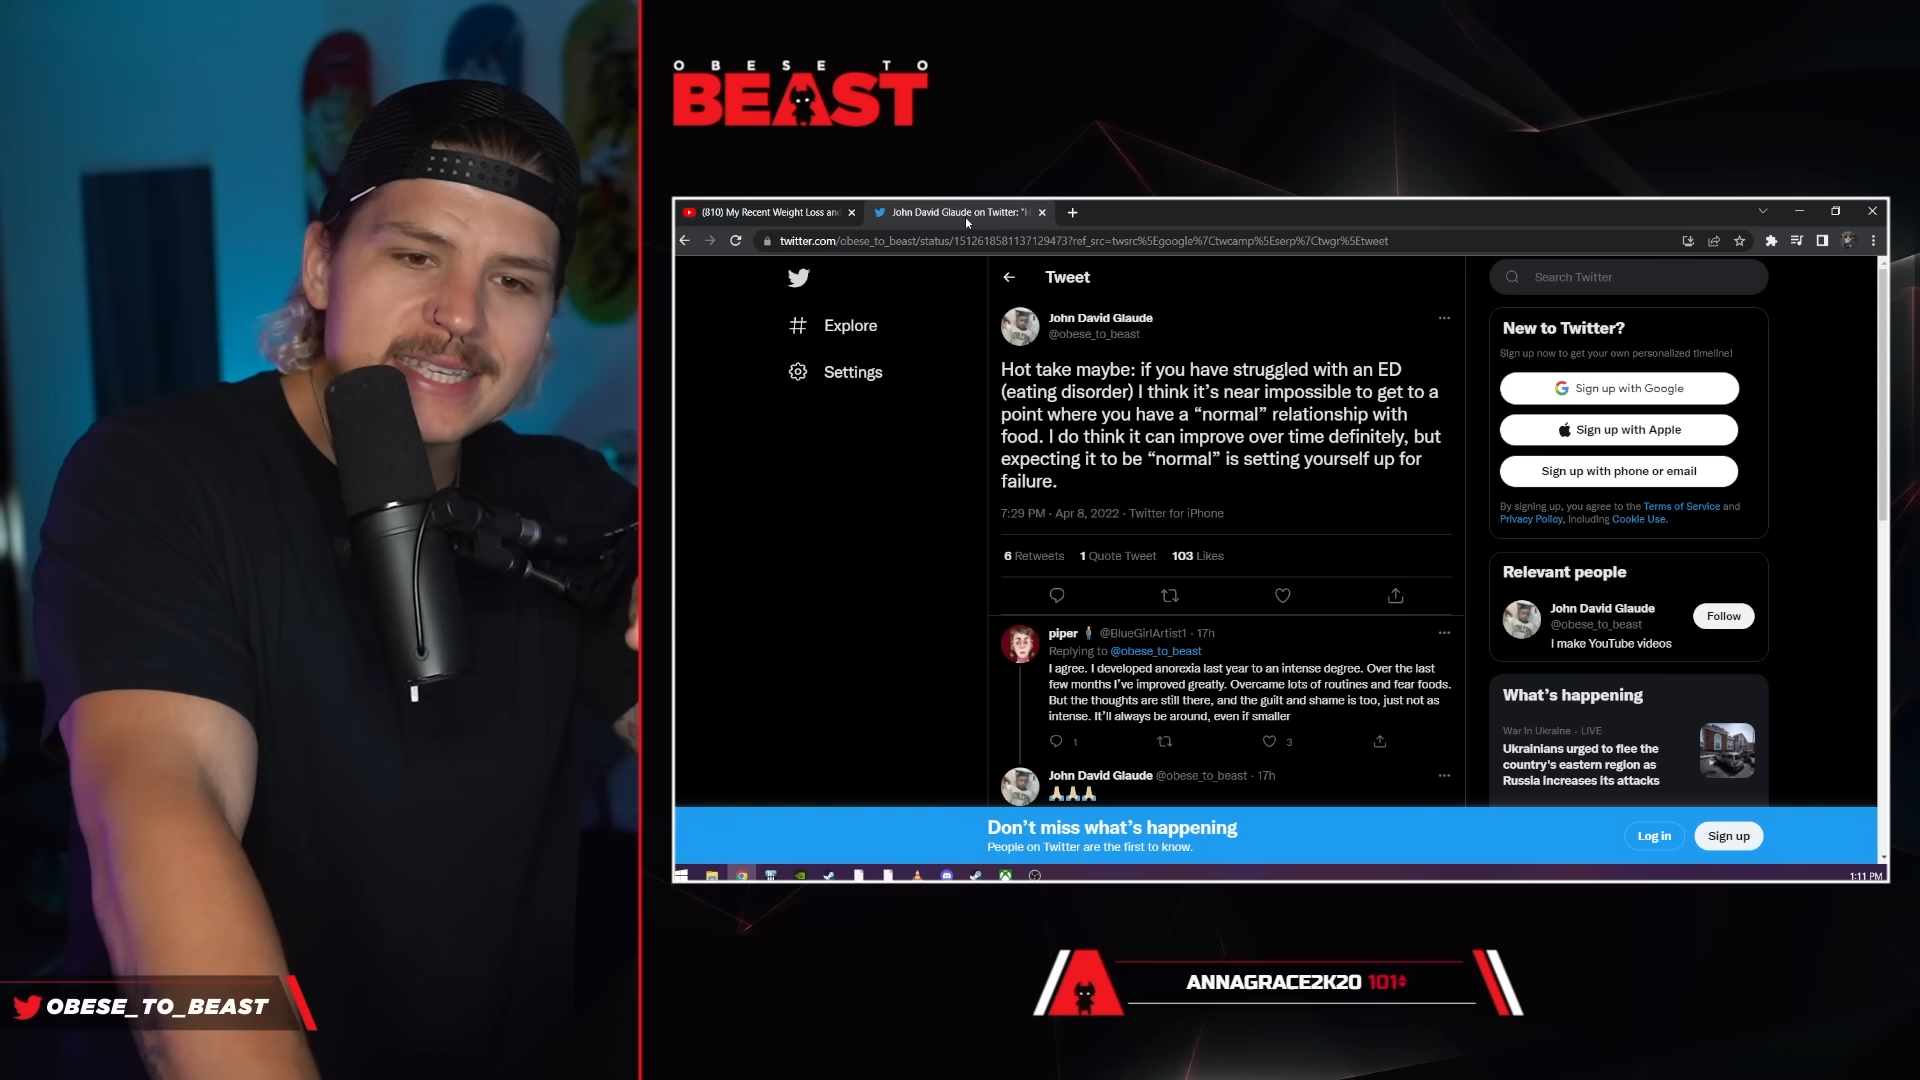 OBESE TO
BEAST
(810) My Recent Weight Loss and
John David Glaude on Twitter: "H
twitter.com/obese_to_beast/status/1512618581137129473?ref_src=twsrc%5Egoogle%7Ctwcamp%5Eserp%7Ctwgr%5Etweet
Explore
Settings
Tweet
John David Glaude
@obese_to_beast
Hot take maybe: if you have struggled with an ED
(eating disorder) I think it's near impossible to get to a
point where you have a “normal” relationship with
food. I do think it can improve over time definitely, but
expecting it to be “normal” is setting yourself up for
failure.
7:29 PM · Apr 8, 2022 · Twitter for iPhone
6 Retweets 1 Quote Tweet 103 Likes
piper @BlueGirlArtist1 · 17h
Replying to @obese_to_beast
I agree. I developed anorexia last year to an intense degree. Over the last
few months I've improved greatly. Overcame lots of routines and fear foods.
But the thoughts are still there, and the guilt and shame is too, just not as
intense. It'll always be around, even if smaller
1 3
John David Glaude @obese_to_beast · 17h
🙏🙏🙏
Search Twitter
New to Twitter?
Sign up now to get your own personalized timeline!
Sign up with Google
Sign up with Apple
Sign up with phone or email
By signing up, you agree to the Terms of Service and
Privacy Policy, including Cookie Use.
Relevant people
John David Glaude
@obese_to_beast
Follow
I make YouTube videos
What's happening
War in Ukraine · LIVE
Ukrainians urged to flee the
country's eastern region as
Russia increases its attacks
Don't miss what's happening
People on Twitter are the first to know.
Log in
Sign up
1:11 PM
OBESE_TO_BEAST
ANNAGRACE2K20 101